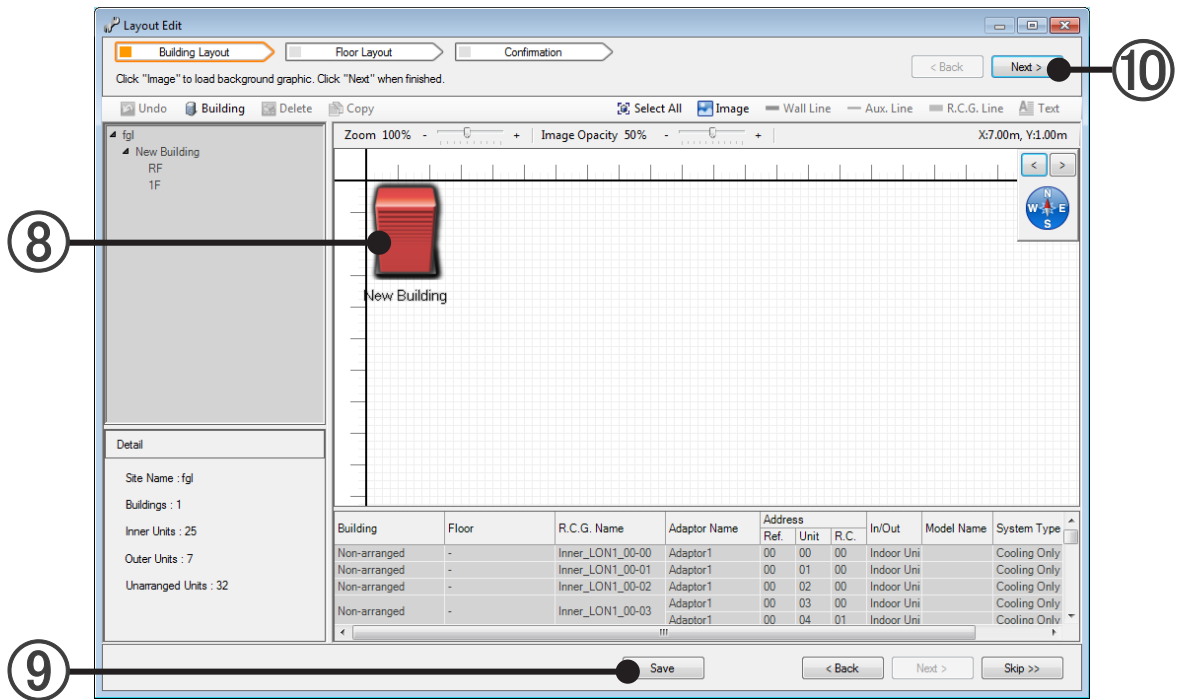 Layout Edit
Building Layout Floor Layout Confirmation
Click "Image" to load background graphic. Click "Next" when finished.
< Back Next > 10
Undo Building Delete Copy Select All Image Wall Line Aux. Line R.C.G. Line Text
fgl
New Building
RF
1F
Zoom 100% - + Image Opacity 50% - + X:7.00m, Y:1.00m
< >
N
W E
S
8
New Building
Detail
Site Name : fgl
Buildings : 1
Inner Units : 25
Outer Units : 7
Unarranged Units : 32
Building Floor R.C.G. Name Adaptor Name Address In/Out Model Name System Type
Ref. Unit R.C.
Non-arranged - Inner_LON1_00-00 Adaptor1 00 00 00 Indoor Uni Cooling Only
Non-arranged - Inner_LON1_00-01 Adaptor1 00 01 00 Indoor Uni Cooling Only
Non-arranged - Inner_LON1_00-02 Adaptor1 00 02 00 Indoor Uni Cooling Only
Non-arranged - Inner_LON1_00-03 Adaptor1 00 03 00 Indoor Uni Cooling Only
Adaptor1 00 04 01 Indoor Uni Cooling Only
9
Save < Back Next > Skip >>